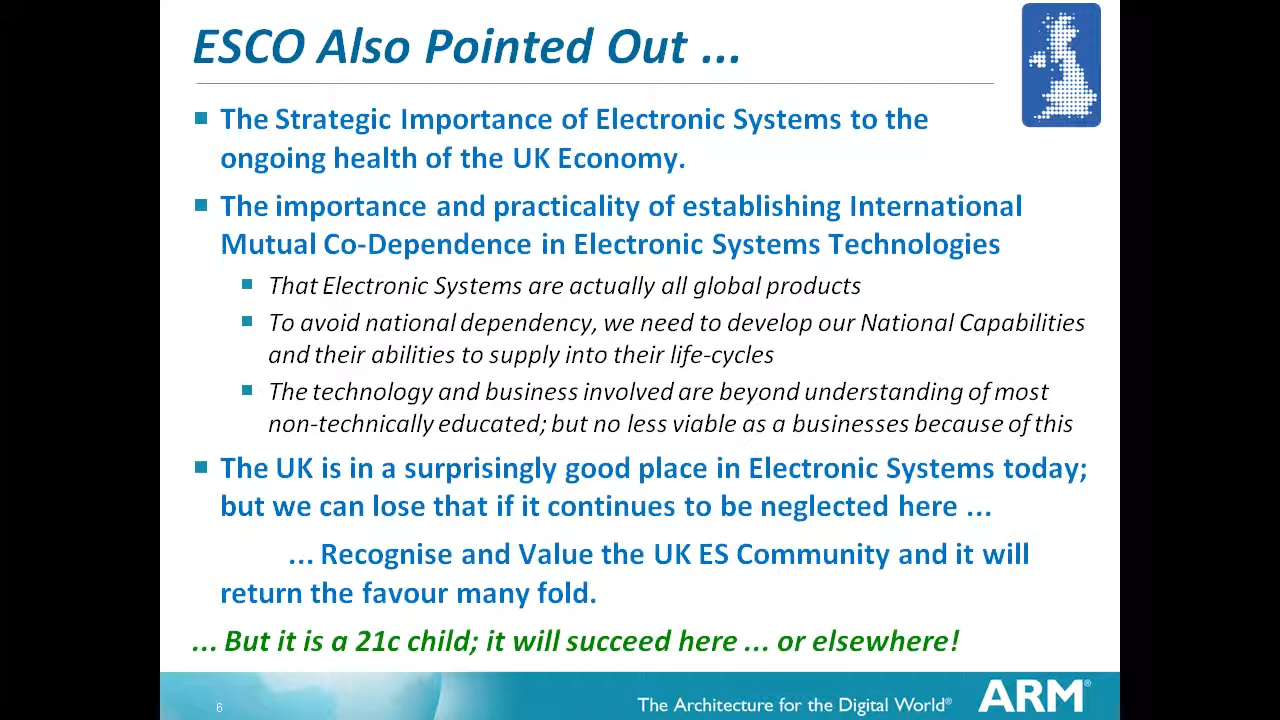 ESCO Also Pointed Out ...
The Strategic Importance of Electronic Systems to the
ongoing health of the UK Economy.
The importance and practicality of establishing International
Mutual Co-Dependence in Electronic Systems Technologies
That Electronic Systems are actually all global products
To avoid national dependency, we need to develop our National Capabilities
and their abilities to supply into their life-cycles
The technology and business involved are beyond understanding of most
non-technically educated; but no less viable as a businesses because of this
The UK is in a surprisingly good place in Electronic Systems today;
but we can lose that if it continues to be neglected here ...
... Recognise and Value the UK ES Community and it will
return the favour many fold.
... But it is a 21c child; it will succeed here ... or elsewhere!
6
The Architecture for the Digital World® ARM®